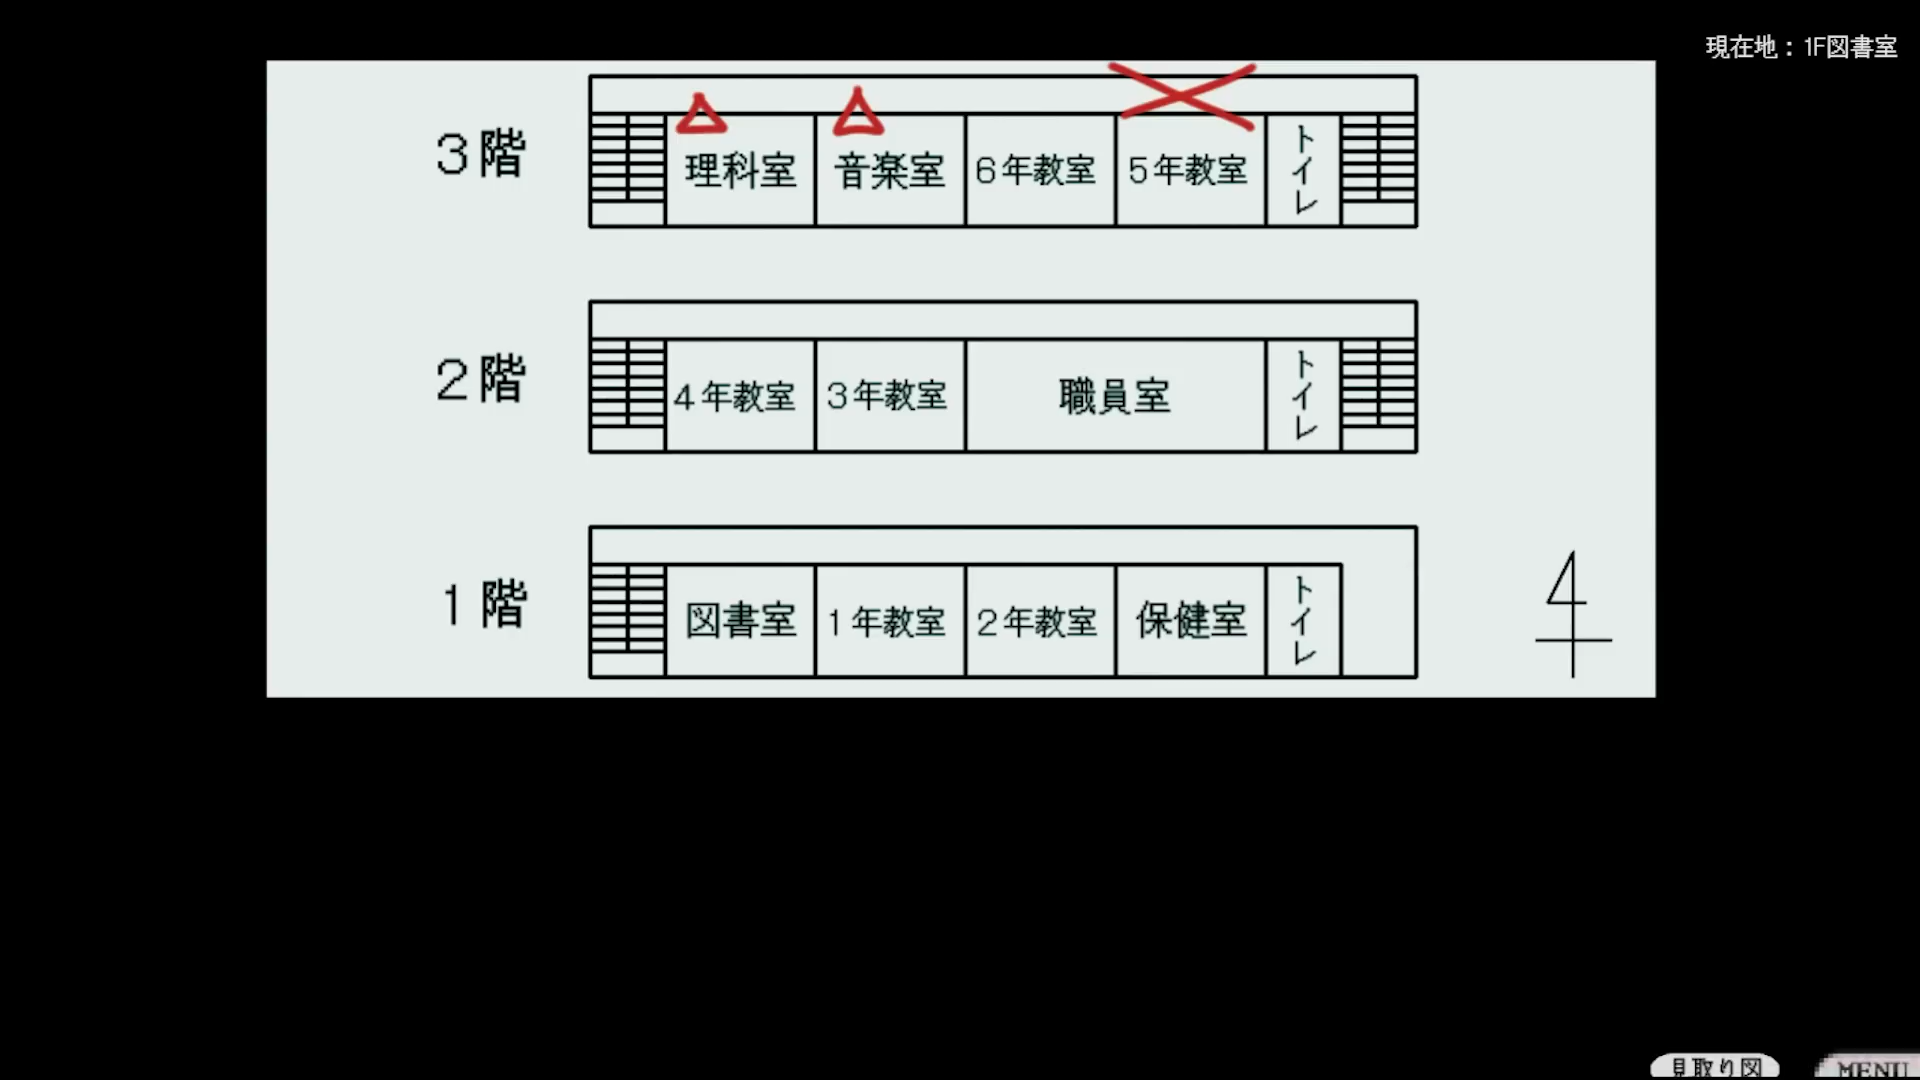 現在地：1F図書室
3階
理科室 音楽室 6年教室 5年教室 トイレ
2階
4年教室 3年教室 職員室 トイレ
1階
図書室 1年教室 2年教室 保健室 トイレ
4
見取り図 MENU